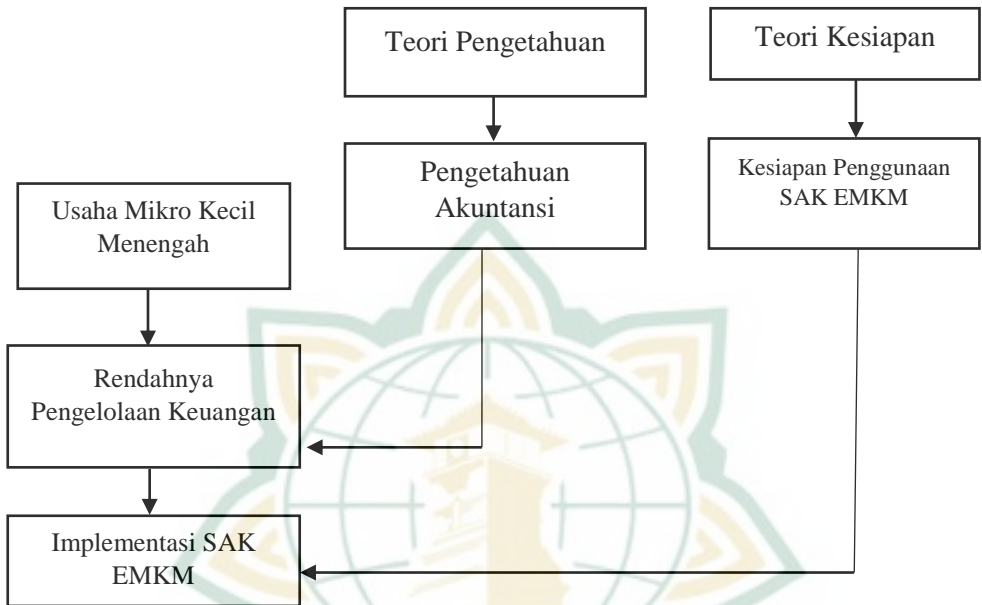 Teori Pengetahuan
Teori Kesiapan
Pengetahuan
Akuntansi
Kesiapan Penggunaan
SAK EMKM
Usaha Mikro Kecil
Menengah
Rendahnya
Pengelolaan Keuangan
Implementasi SAK
EMKM